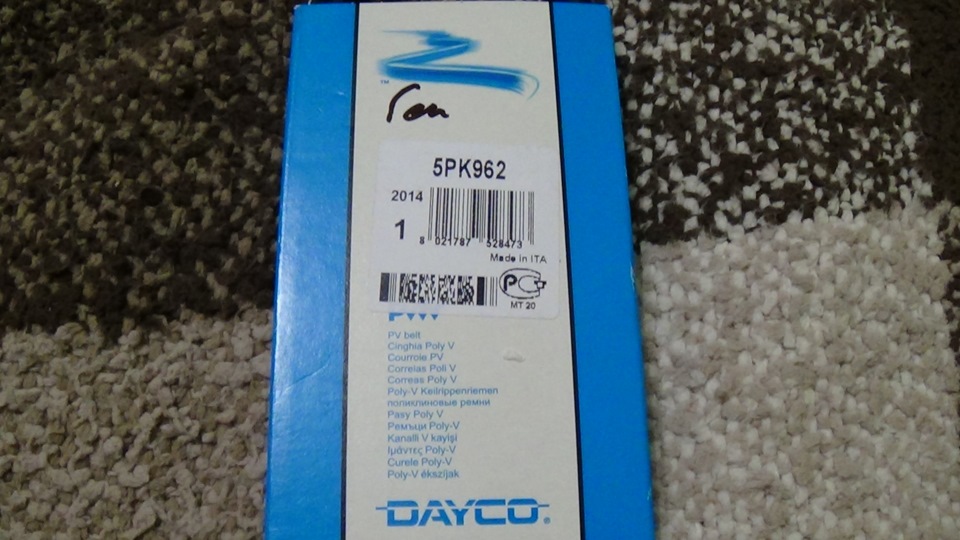 ™
5PK962
2014
1
8 021787 528473
Made in ITA
PC
MT 20
PV belt
Cinghia Poly V
Courroie PV
Correias Poli V
Correas Poly V
Poly-V Keilrippenriemen
поликлиновые ремни
Pasy Poly V
Ремъци Poly-V
Kanalli V kayişi
Ιμάντες Poly-V
Curele Poly-V
Poly-V ékszíjak
DAYCO®